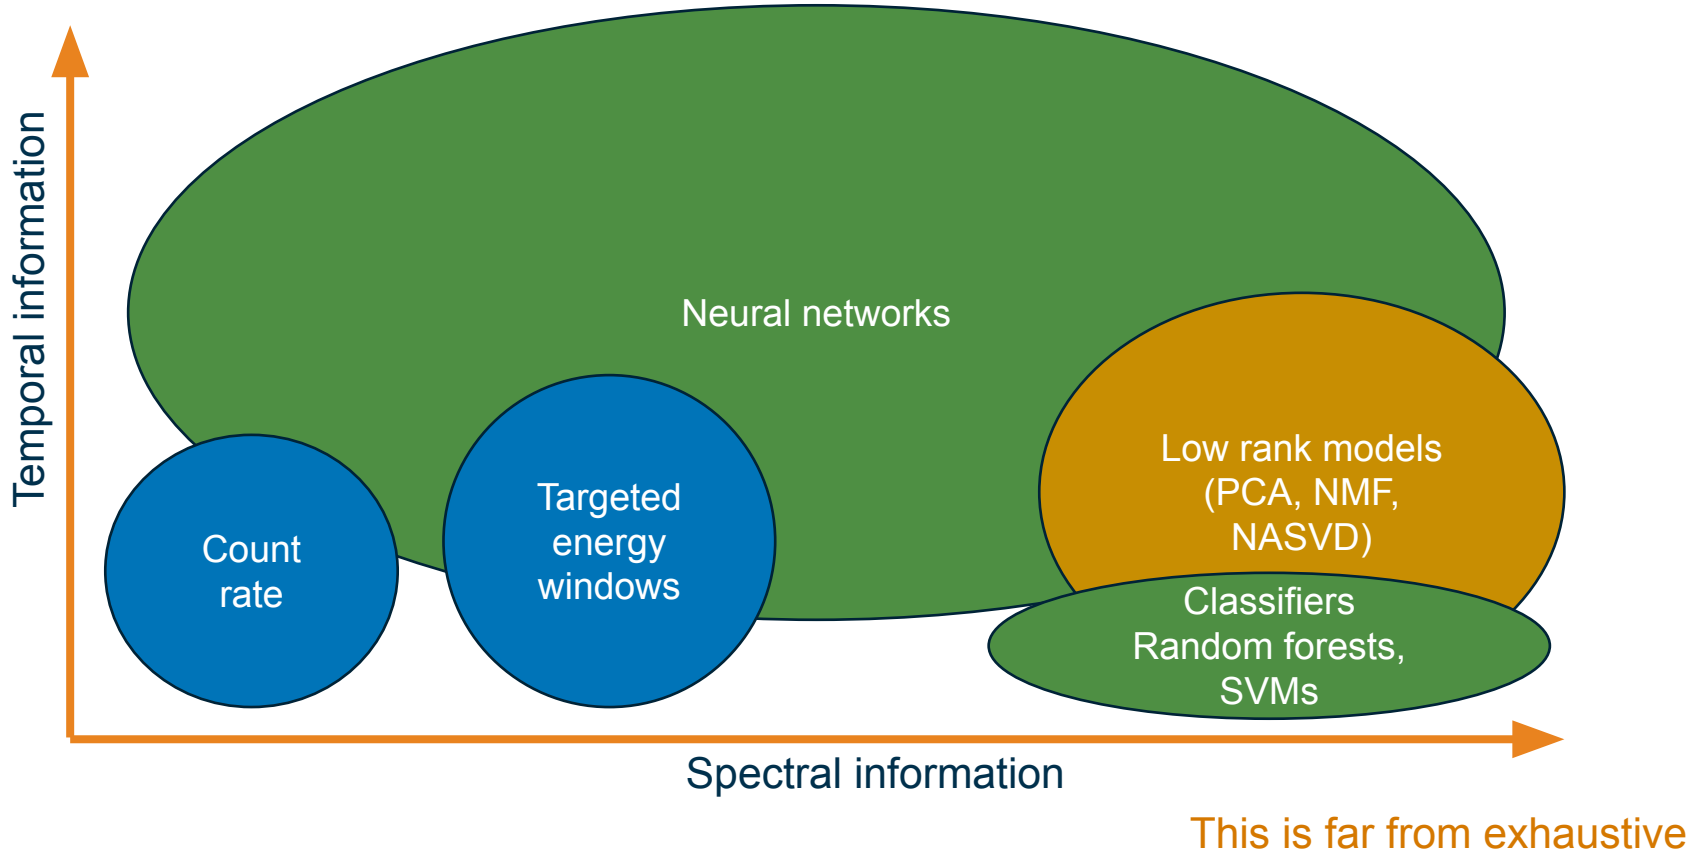 Temporal information
Neural networks
Low rank models
(PCA, NMF,
NASVD)
Targeted
energy
windows
Count
rate
Classifiers
Random forests,
SVMs
Spectral information
This is far from exhaustive